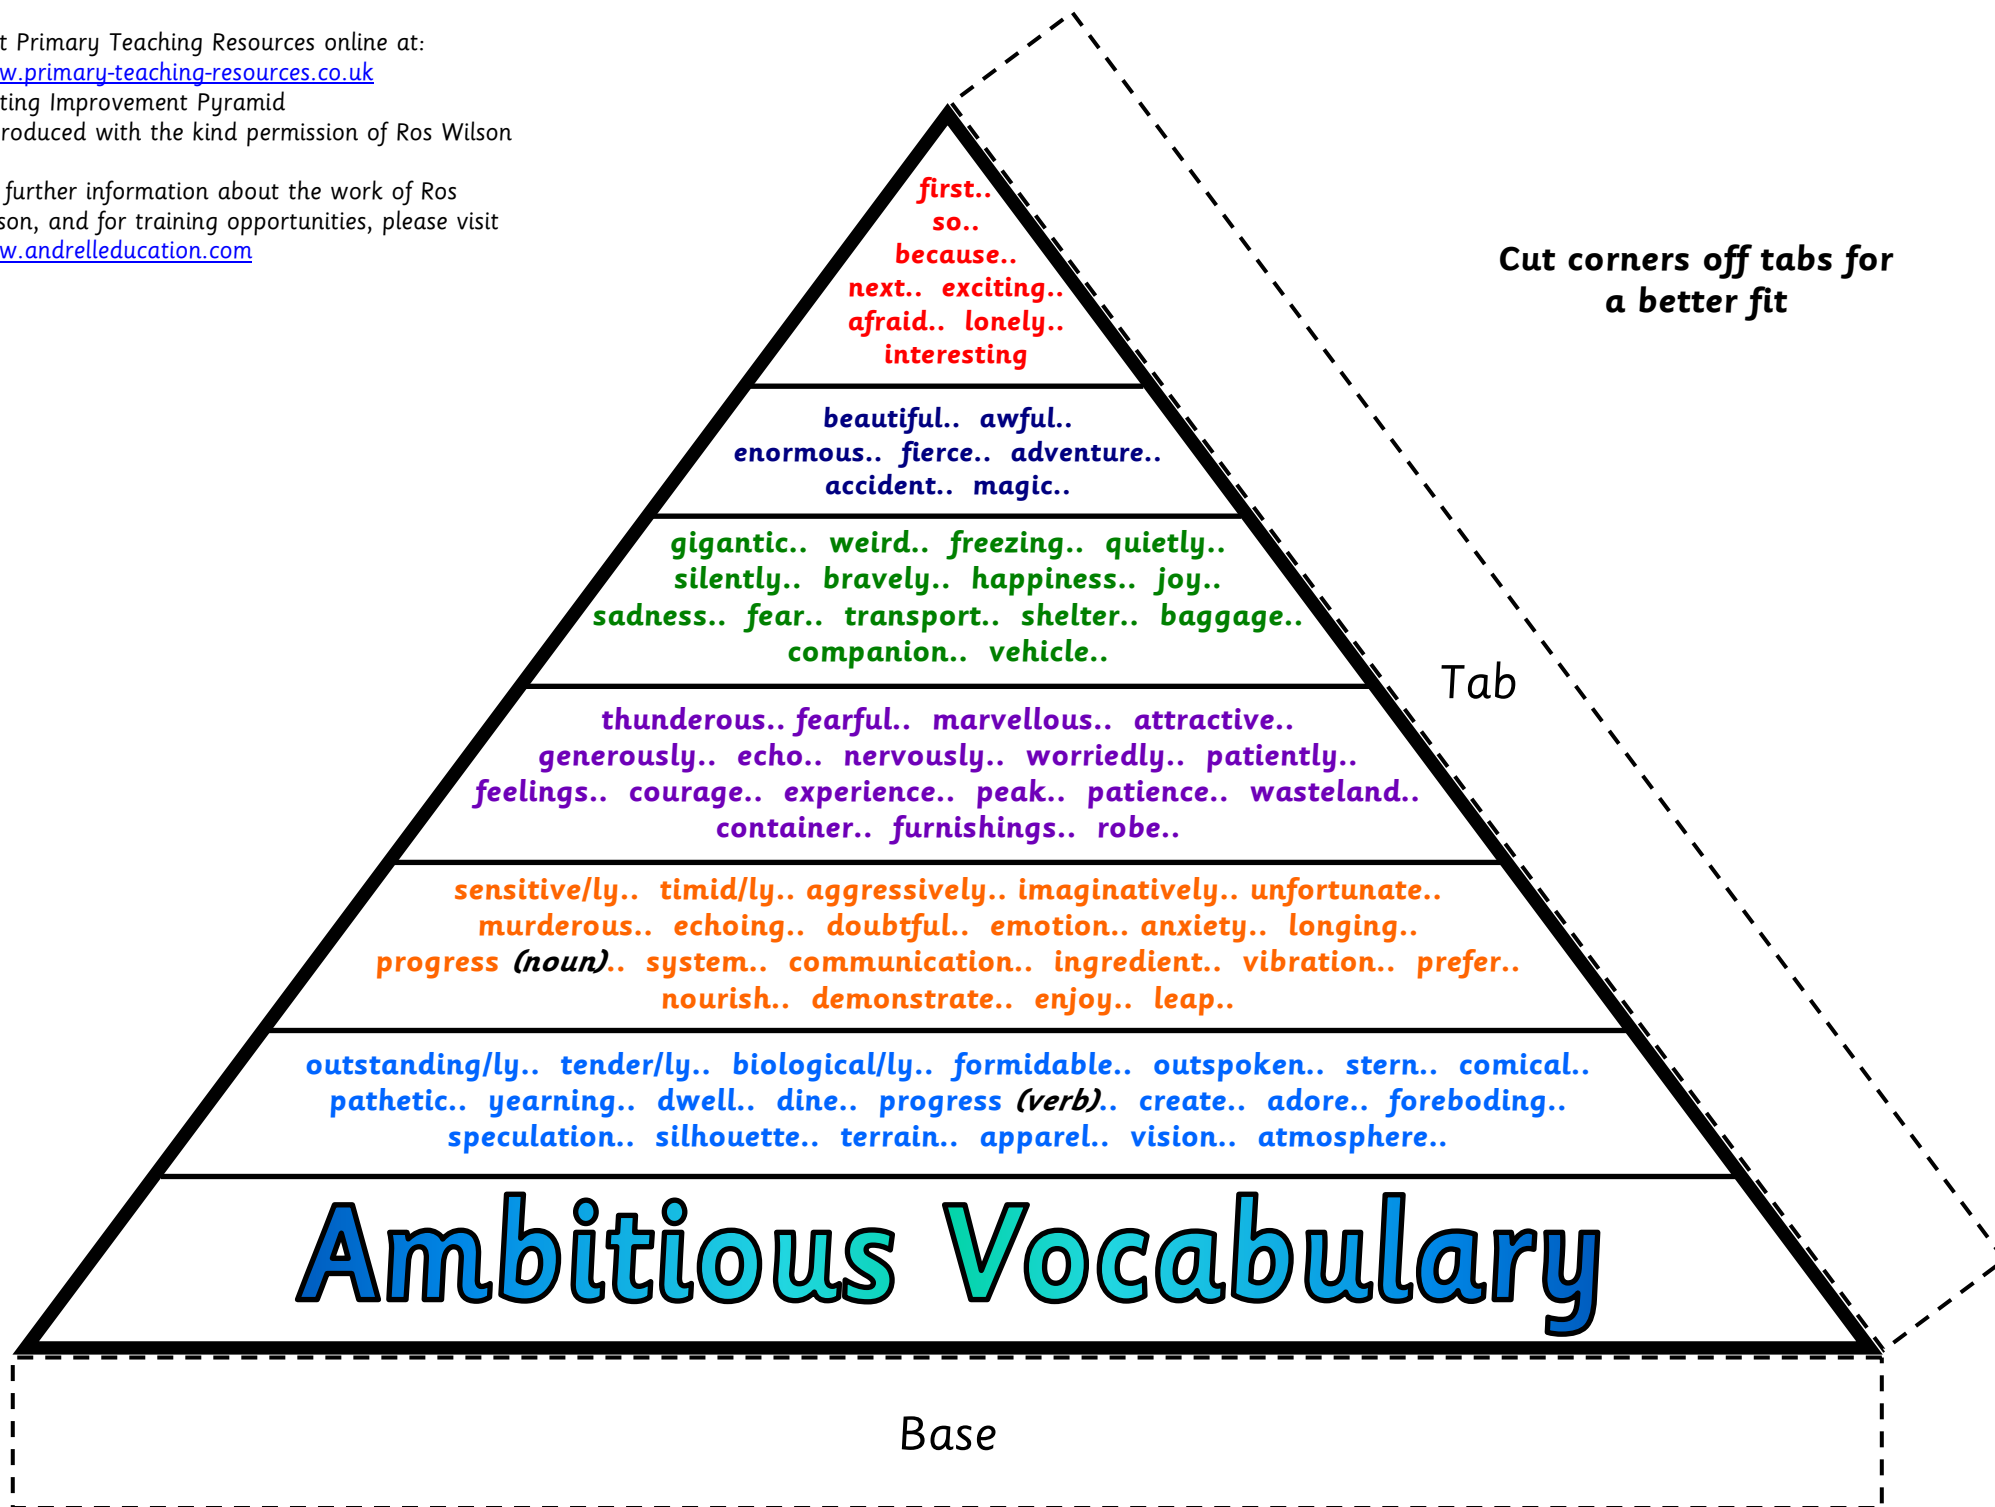 t Primary Teaching Resources online at:
w.primary-teaching-resources.co.uk
ting Improvement Pyramid
roduced with the kind permission of Ros Wilson
further information about the work of Ros
son, and for training opportunities, please visit
w.andrelleducation.com
Cut corners off tabs for
a better fit
first..
so..
because..
next.. exciting..
afraid.. lonely..
interesting
beautiful.. awful..
enormous.. fierce.. adventure..
accident.. magic..
gigantic.. weird.. freezing.. quietly..
silently.. bravely.. happiness.. joy..
sadness.. fear.. transport.. shelter.. baggage..
companion.. vehicle..
Tab
thunderous.. fearful.. marvellous.. attractive..
generously.. echo.. nervously.. worriedly.. patiently..
feelings.. courage.. experience.. peak.. patience.. wasteland..
container.. furnishings.. robe..
sensitive/ly.. timid/ly.. aggressively.. imaginatively.. unfortunate..
murderous.. echoing.. doubtful.. emotion.. anxiety.. longing..
progress (noun).. system.. communication.. ingredient.. vibration.. prefer..
nourish.. demonstrate.. enjoy.. leap..
outstanding/ly.. tender/ly.. biological/ly.. formidable.. outspoken.. stern.. comical..
pathetic.. yearning.. dwell.. dine.. progress (verb).. create.. adore.. foreboding..
speculation.. silhouette.. terrain.. apparel.. vision.. atmosphere..
Ambitious Vocabulary
Base